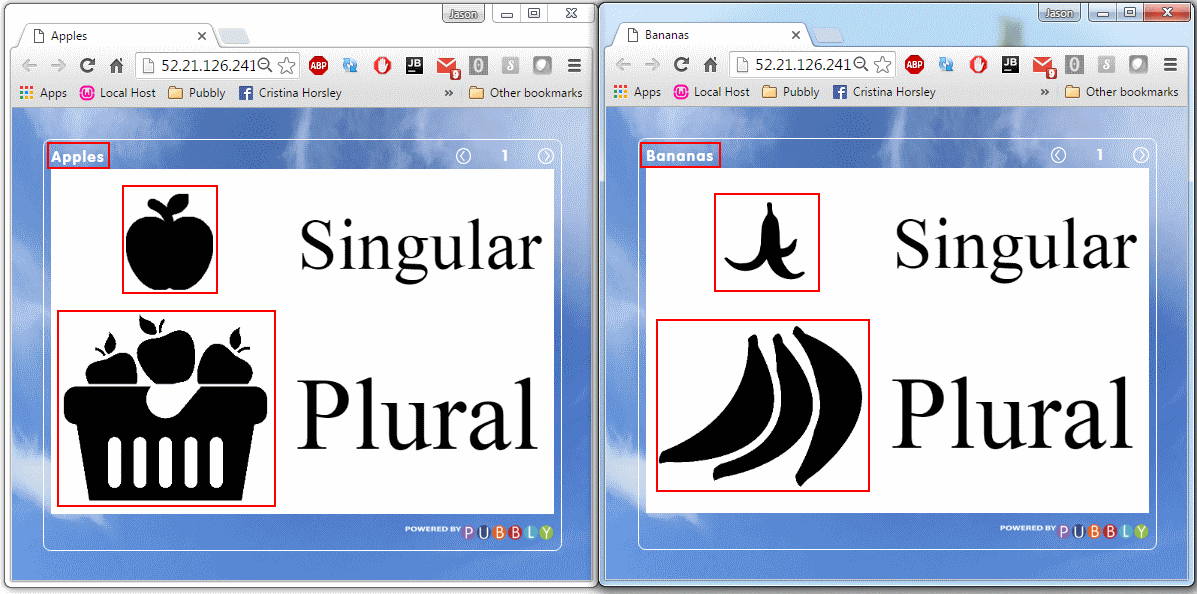 Jason
Apples
52.21.126.241
ABP
JB
9
0
S
Apps
Local Host
Pubbly
Cristina Horsley
»
Other bookmarks
Apples
1
Singular
Plural
POWERED BY PUBBLY
Jason
Bananas
52.21.126.241
ABP
JB
9
0
S
Apps
Local Host
Pubbly
Cristina Horsley
»
Other bookmarks
Bananas
1
Singular
Plural
POWERED BY PUBBLY